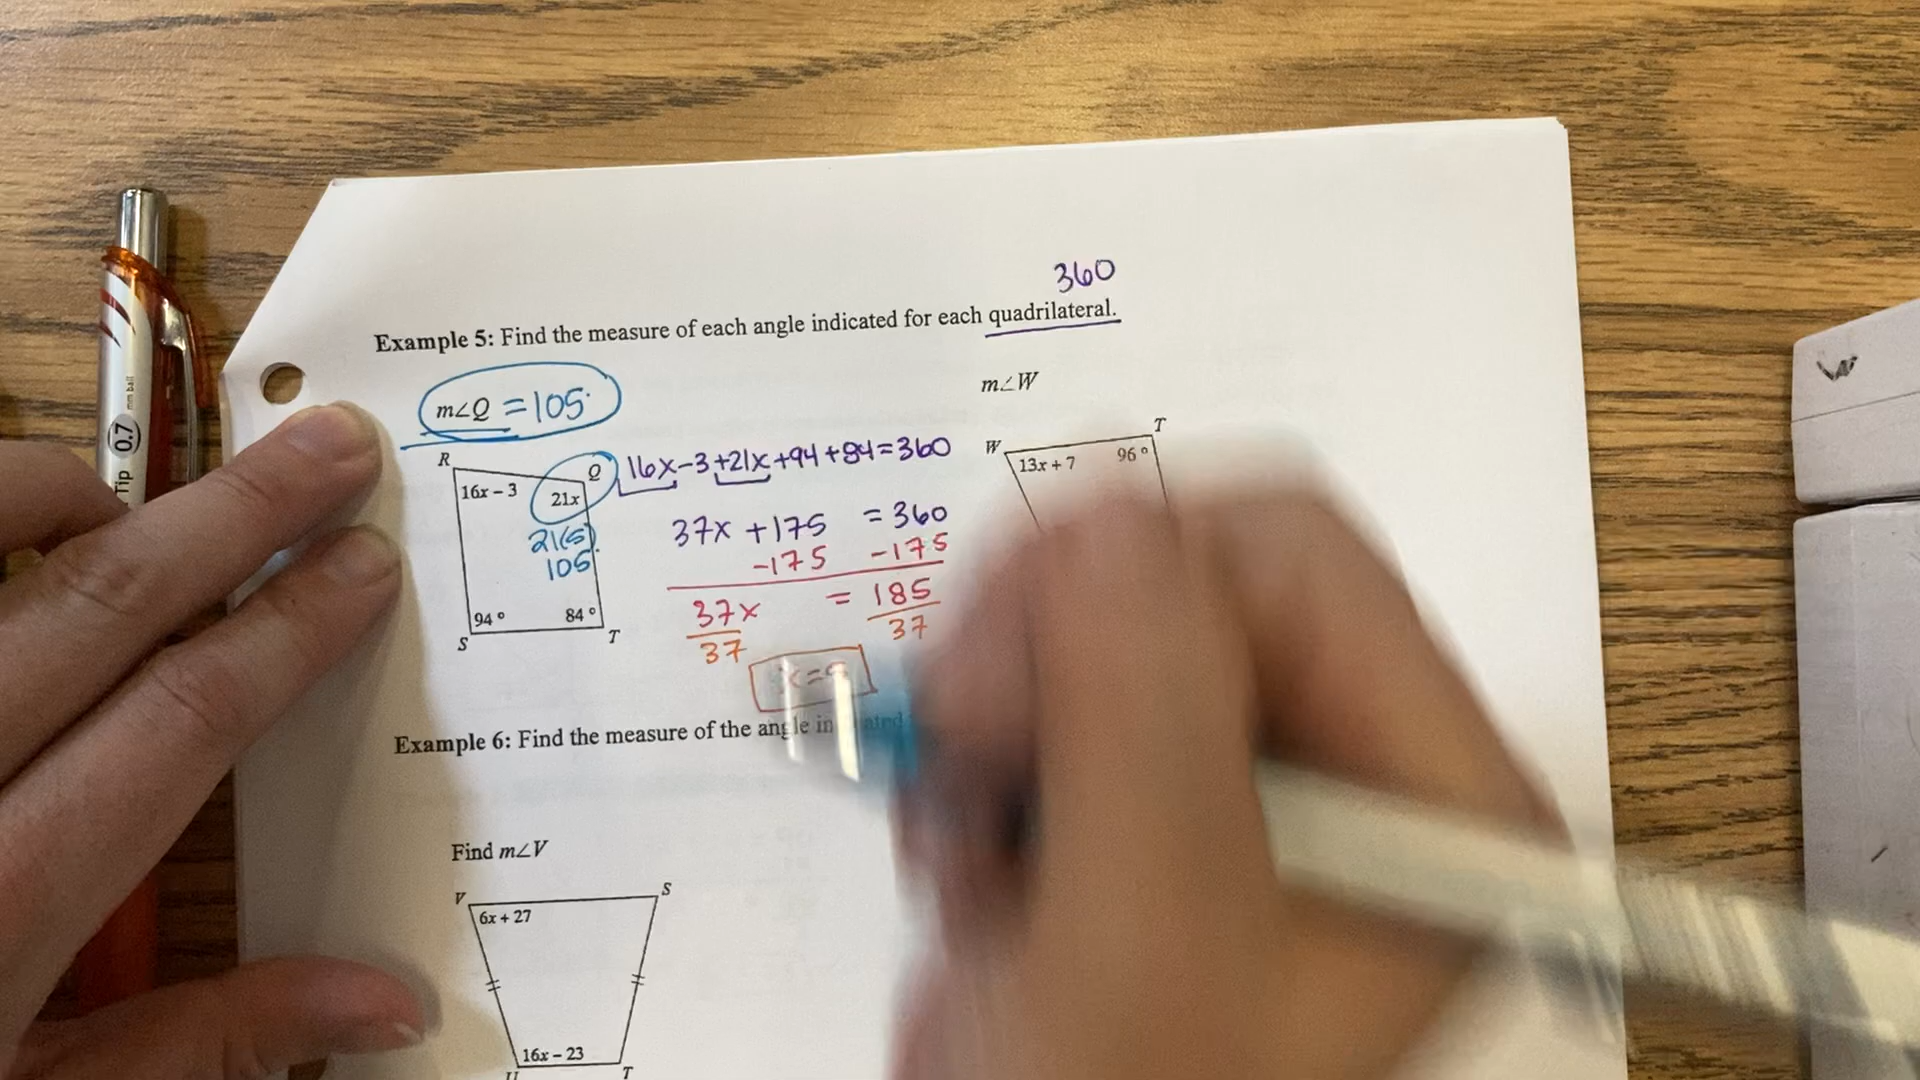 360
Example 5: Find the measure of each angle indicated for each quadrilateral.
m∠Q = 105°
R
Q
16x – 3
21x
21(5)
105
94 °
84 °
S
T
16x – 3 + 21x + 94 + 84 = 360
37x + 175 = 360
-175 -175
37x = 185
37 37
x =
m∠W
W
T
13x + 7
96 °
Example 6: Find the measure of the angle
Find m∠V
V
S
6x + 27
16x – 23
U
T
0.7
mm ball
Tip